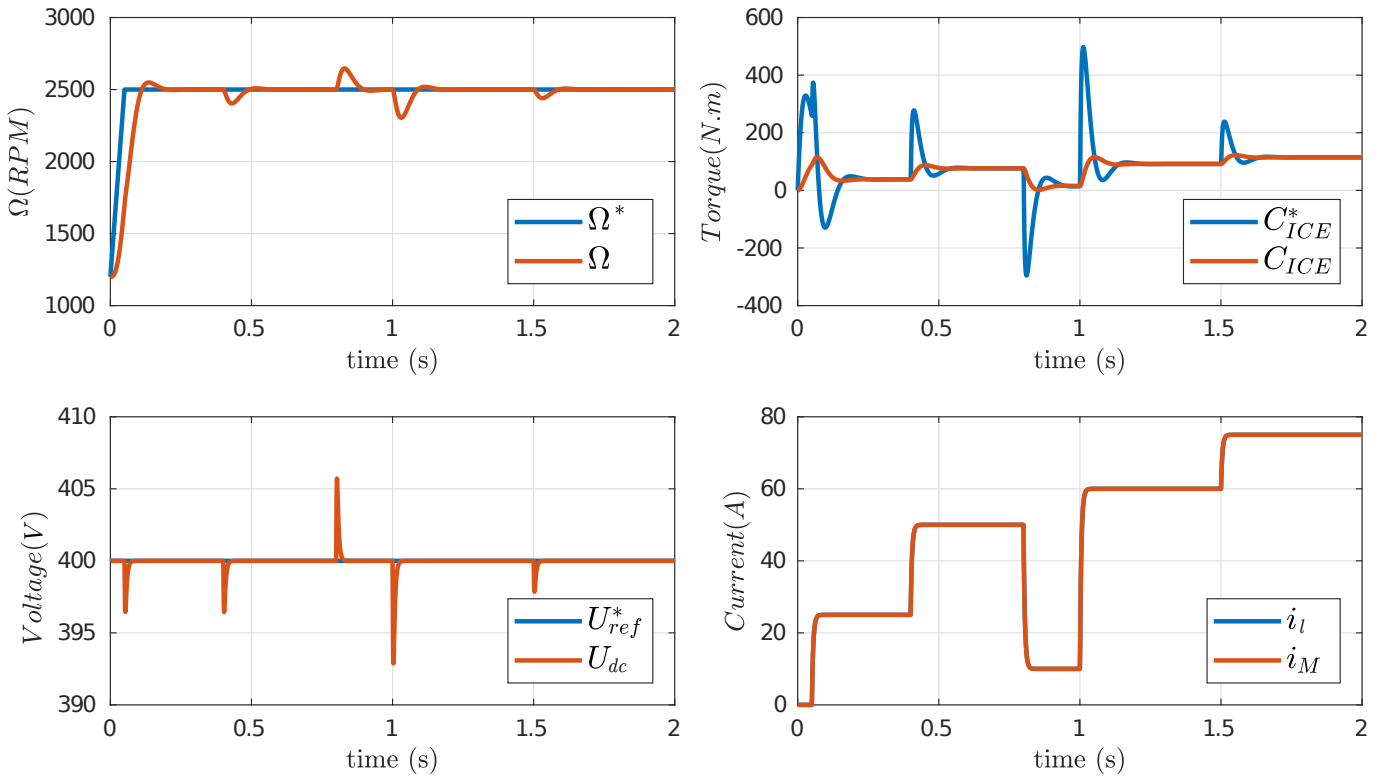 3000
2500
2000
1500
1000
Ω(RPM)
Ω*
Ω
0 0.5 1 1.5 2
time (s)
600
400
200
0
-200
-400
Torque(N.m)
C*ICE
CICE
0 0.5 1 1.5 2
time (s)
410
405
400
395
390
Voltage(V)
U*ref
Udc
0 0.5 1 1.5 2
time (s)
80
60
40
20
0
Current(A)
il
iM
0 0.5 1 1.5 2
time (s)